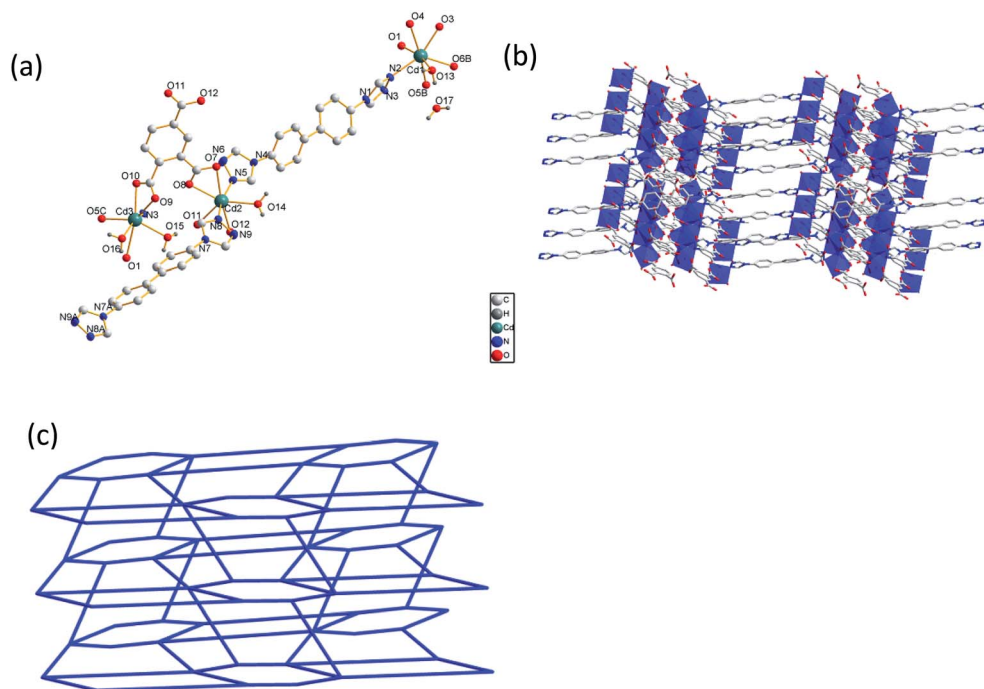 (a)
O11
O12
O10
O9
O5C
Cd3
N3
O16
O15
O1
N7A
N9A
N8A
N6
O7
O8
N5
N4
Cd2
O14
O11
N8
O12
N9
N7
O4
O3
O1
N2
Cd1
O6B
O13
N1
N3
O5B
O17
(b)
C
H
Cd
N
O
(c)